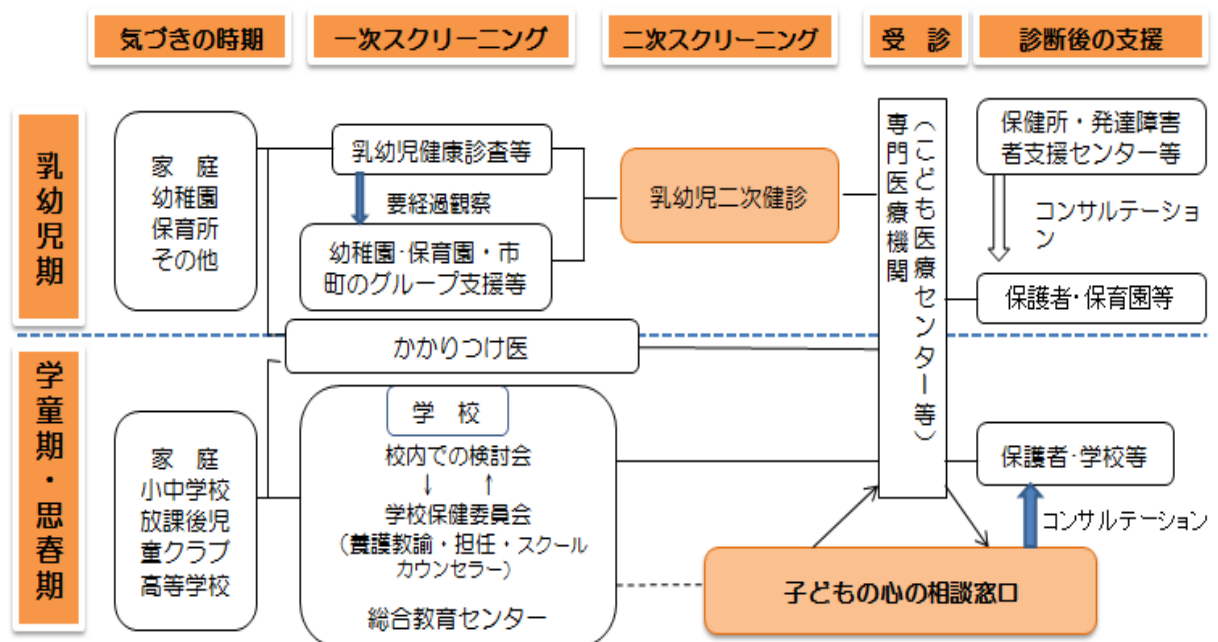 気づきの時期
一次スクリーニング
二次スクリーニング
受 診
診断後の支援
乳幼児期
家 庭
幼稚園
保育所
その他
乳幼児健康診査等
要経過観察
幼稚園・保育園・市
町のグループ支援等
乳幼児二次健診
専門医療機関
（こども医療センター等）
保健所・発達障害
者支援センター等
コンサルテーショ
ン
保護者・保育園等
かかりつけ医
学童期・思春期
家 庭
小中学校
放課後児
童クラブ
高等学校
学 校
校内での検討会
↓ ↑
学校保健委員会
（養護教諭・担任・スクール
カウンセラー）
総合教育センター
保護者・学校等
コンサルテーション
子どもの心の相談窓口